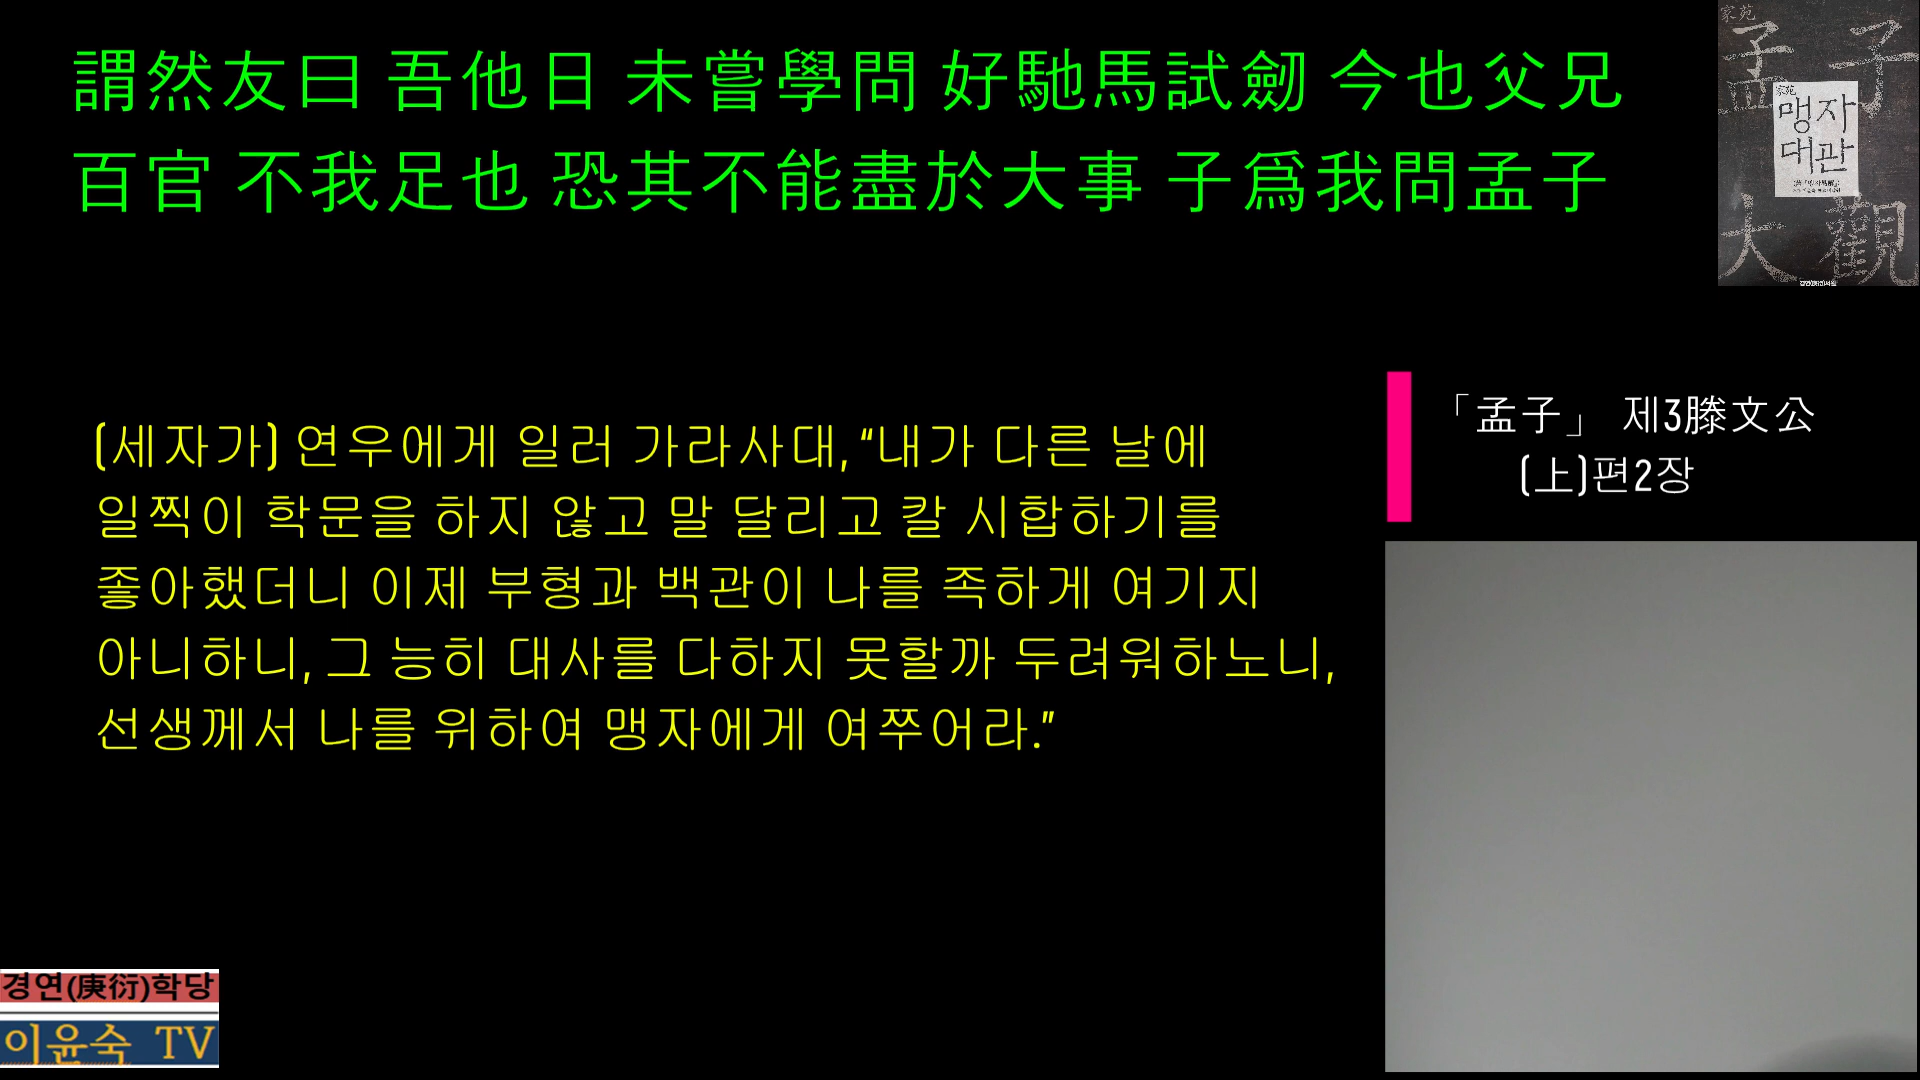 謂然友曰 吾他日 未嘗學問 好馳馬試劒 今也父兄
百官 不我足也 恐其不能盡於大事 子爲我問孟子
家苑
孟子
家苑
맹자
대관
大觀
「孟子」 제3滕文公
(上)편2장
(세자가) 연우에게 일러 가라사대, “내가 다른 날에
일찍이 학문을 하지 않고 말 달리고 칼 시합하기를
좋아했더니 이제 부형과 백관이 나를 족하게 여기지
아니하니, 그 능히 대사를 다하지 못할까 두려워하노니,
선생께서 나를 위하여 맹자에게 여쭈어라.”
경연(庚衍)학당
이윤숙 TV